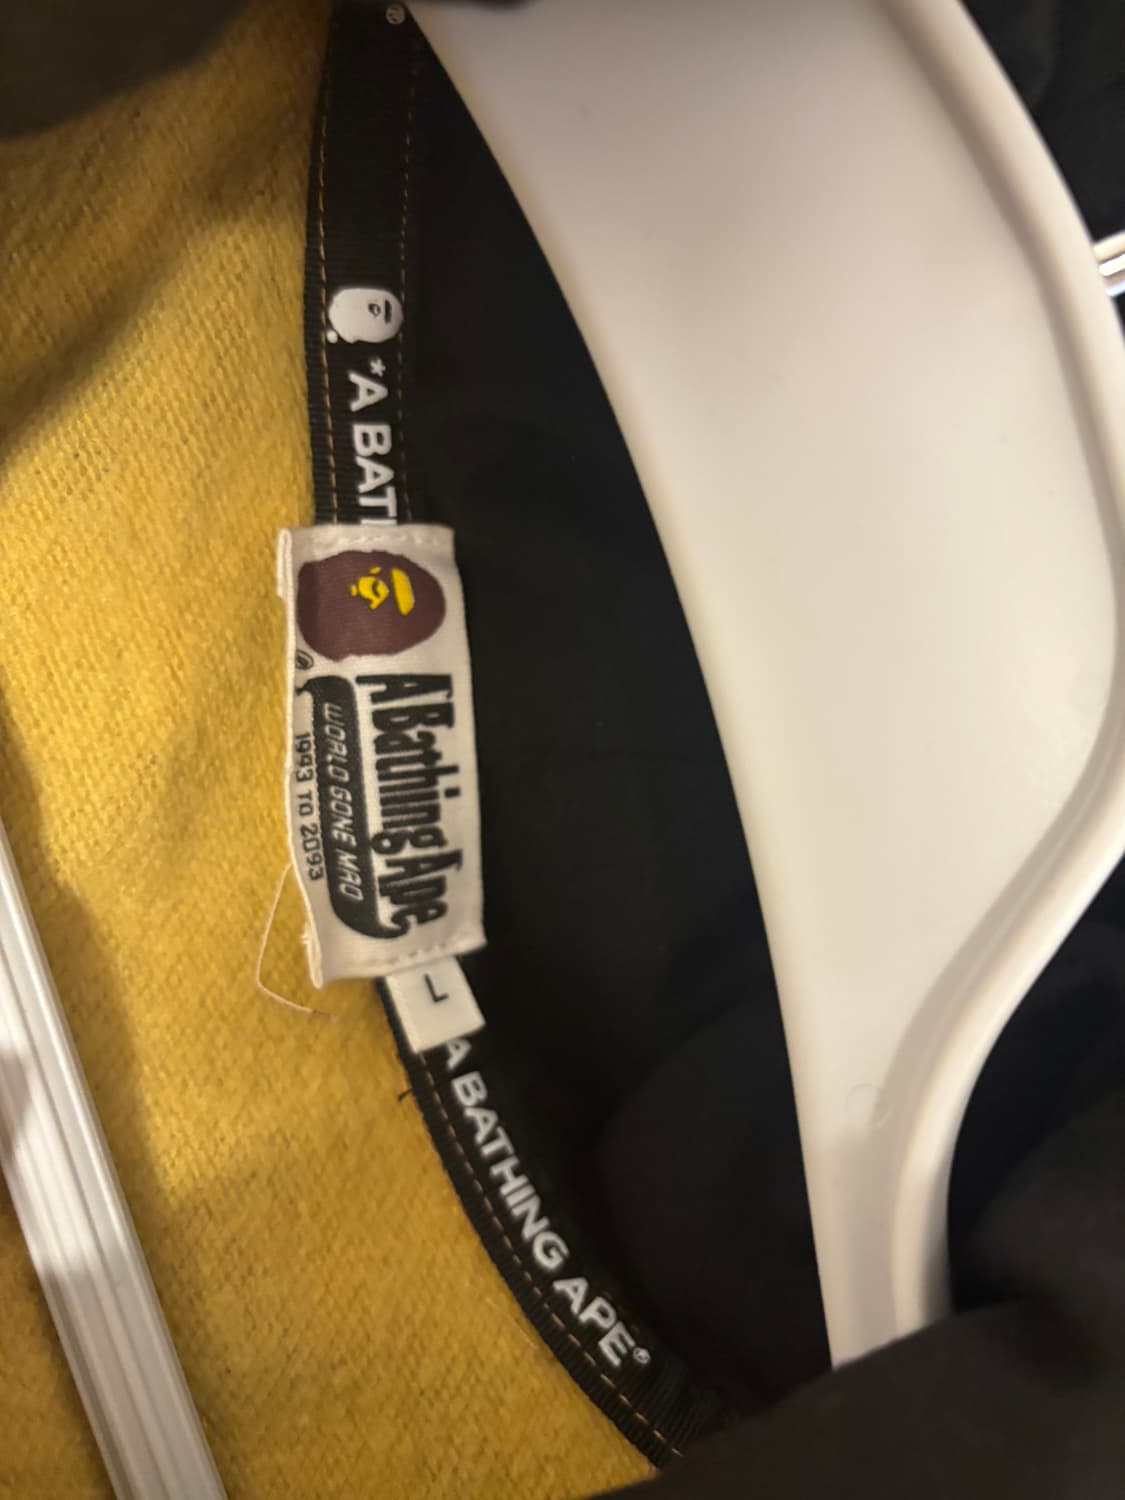 ®
*A BAT
A Bathing Ape
WORLD GONE MAD
1993 TO 2093
L
A BATHING APE®